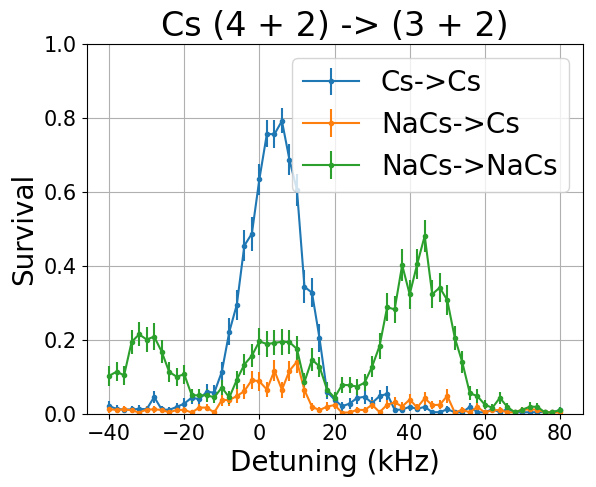 Cs (4 + 2) -> (3 + 2)
1.0
0.8
0.6
0.4
0.2
0.0
Survival
Cs->Cs
NaCs->Cs
NaCs->NaCs
−40
−20
0
20
40
60
80
Detuning (kHz)